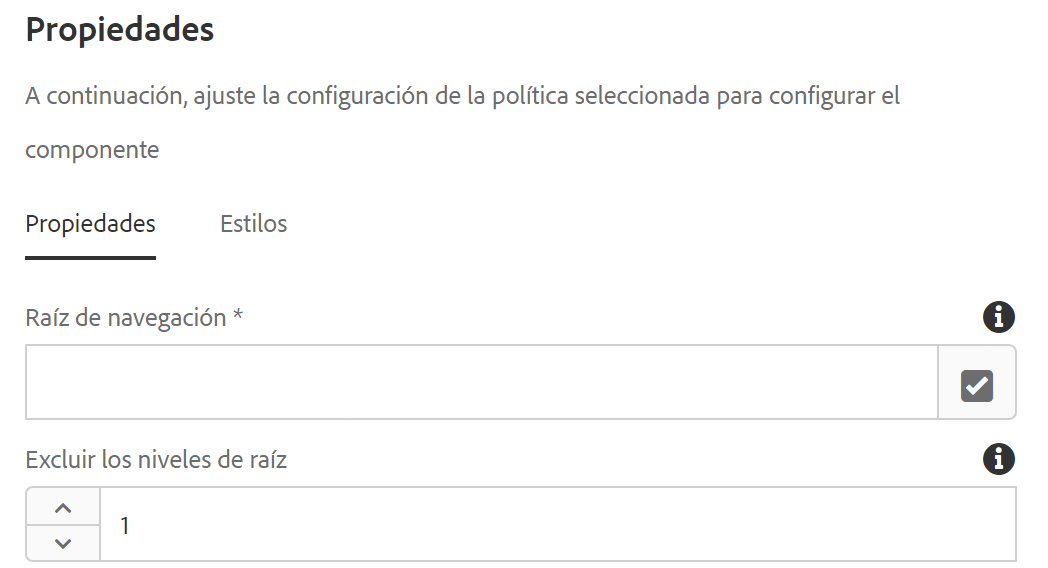 Propiedades
A continuación, ajuste la configuración de la política seleccionada para configurar el
componente
Propiedades Estilos
Raíz de navegación *
Excluir los niveles de raíz
1